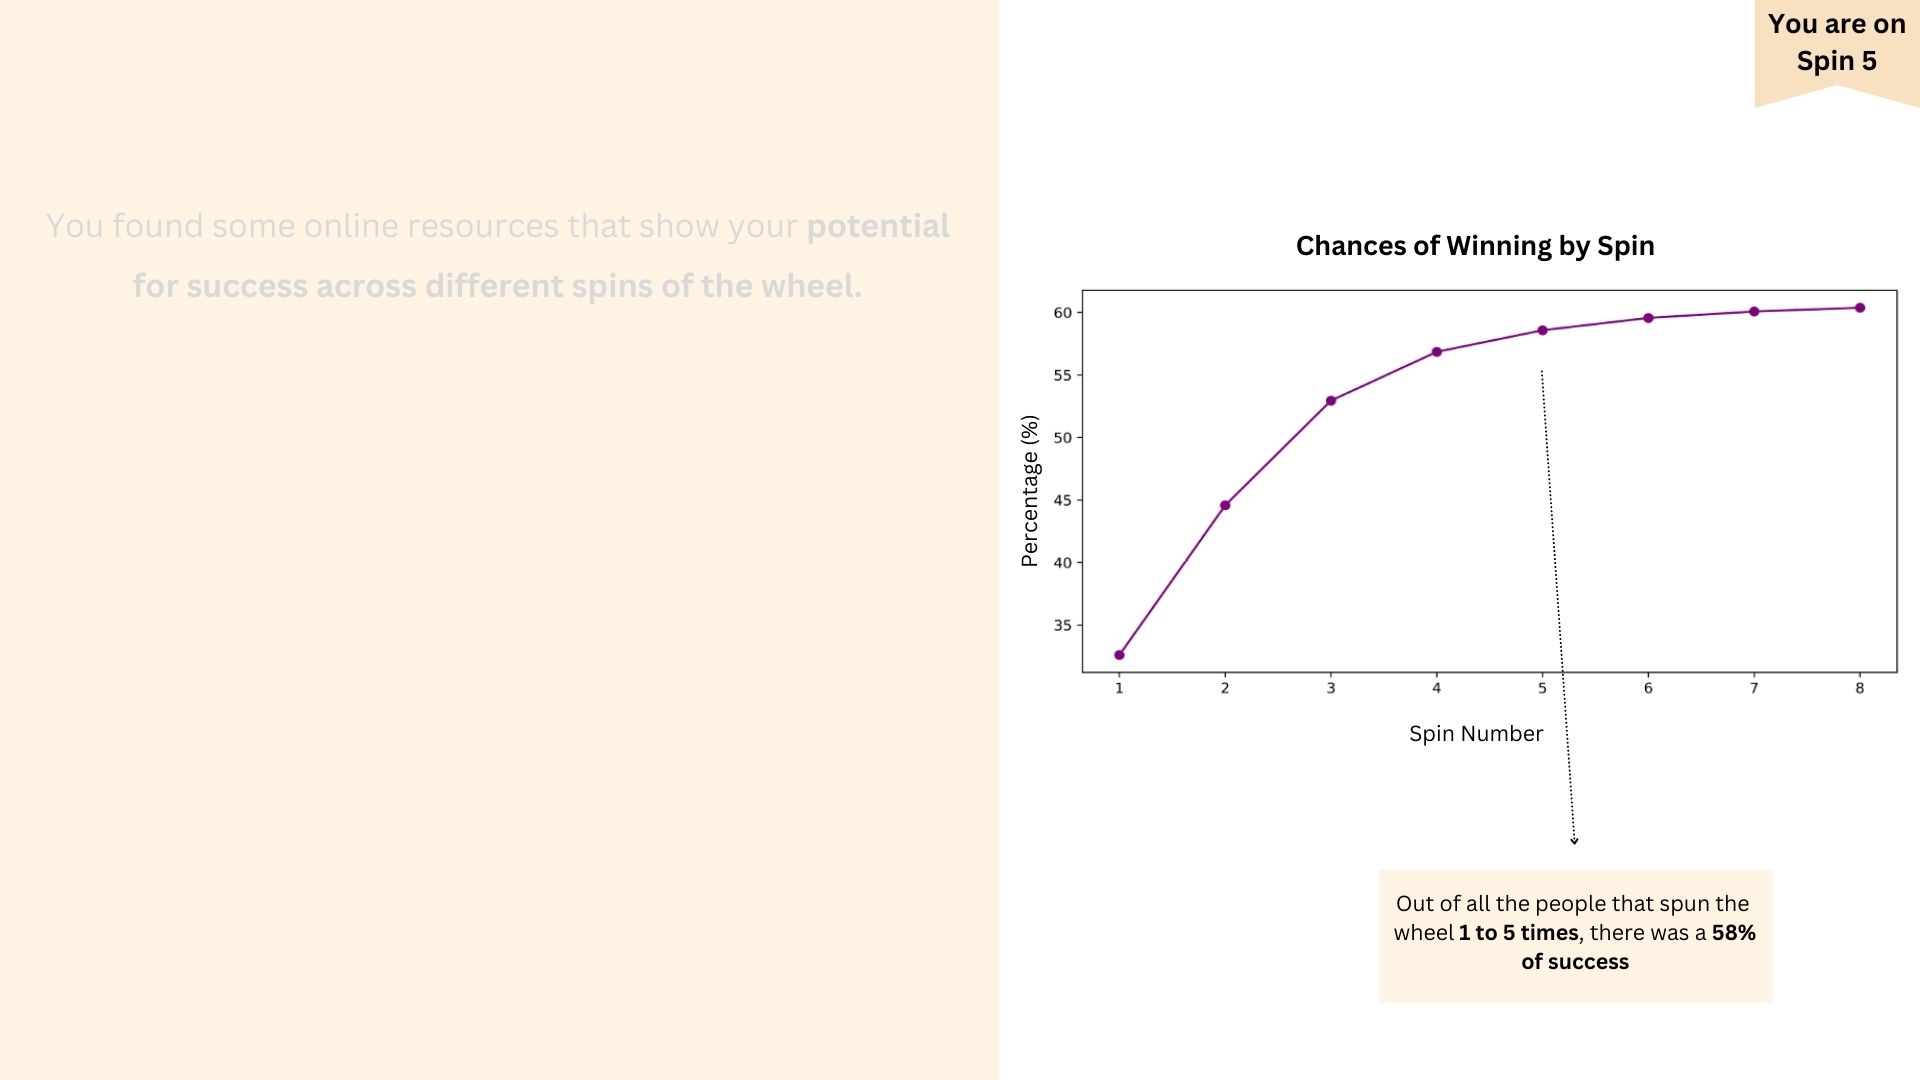 You are on
Spin 5
You found some online resources that show your potential
for success across different spins of the wheel.
Chances of Winning by Spin
Percentage (%)
60
55
50
45
40
35
1 2 3 4 5 6 7 8
Spin Number
Out of all the people that spun the
wheel 1 to 5 times, there was a 58%
of success